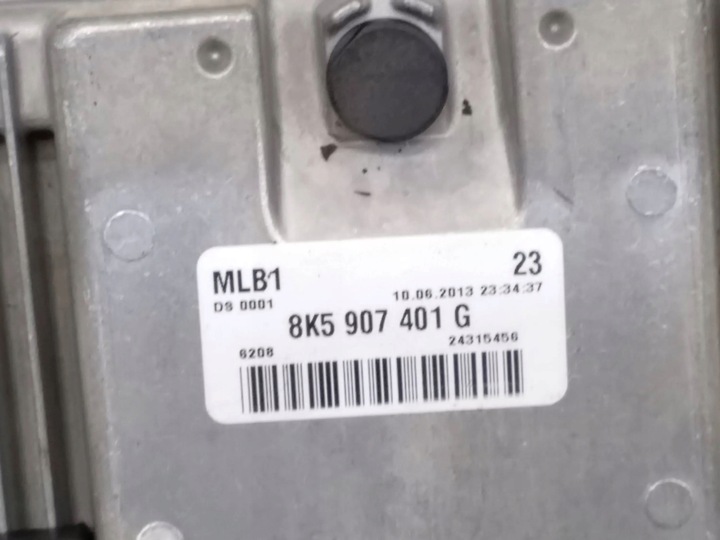 MLB1 23
DS 0001 10.06.2013 23:34:37
8K5 907 401 G
6208 24315456